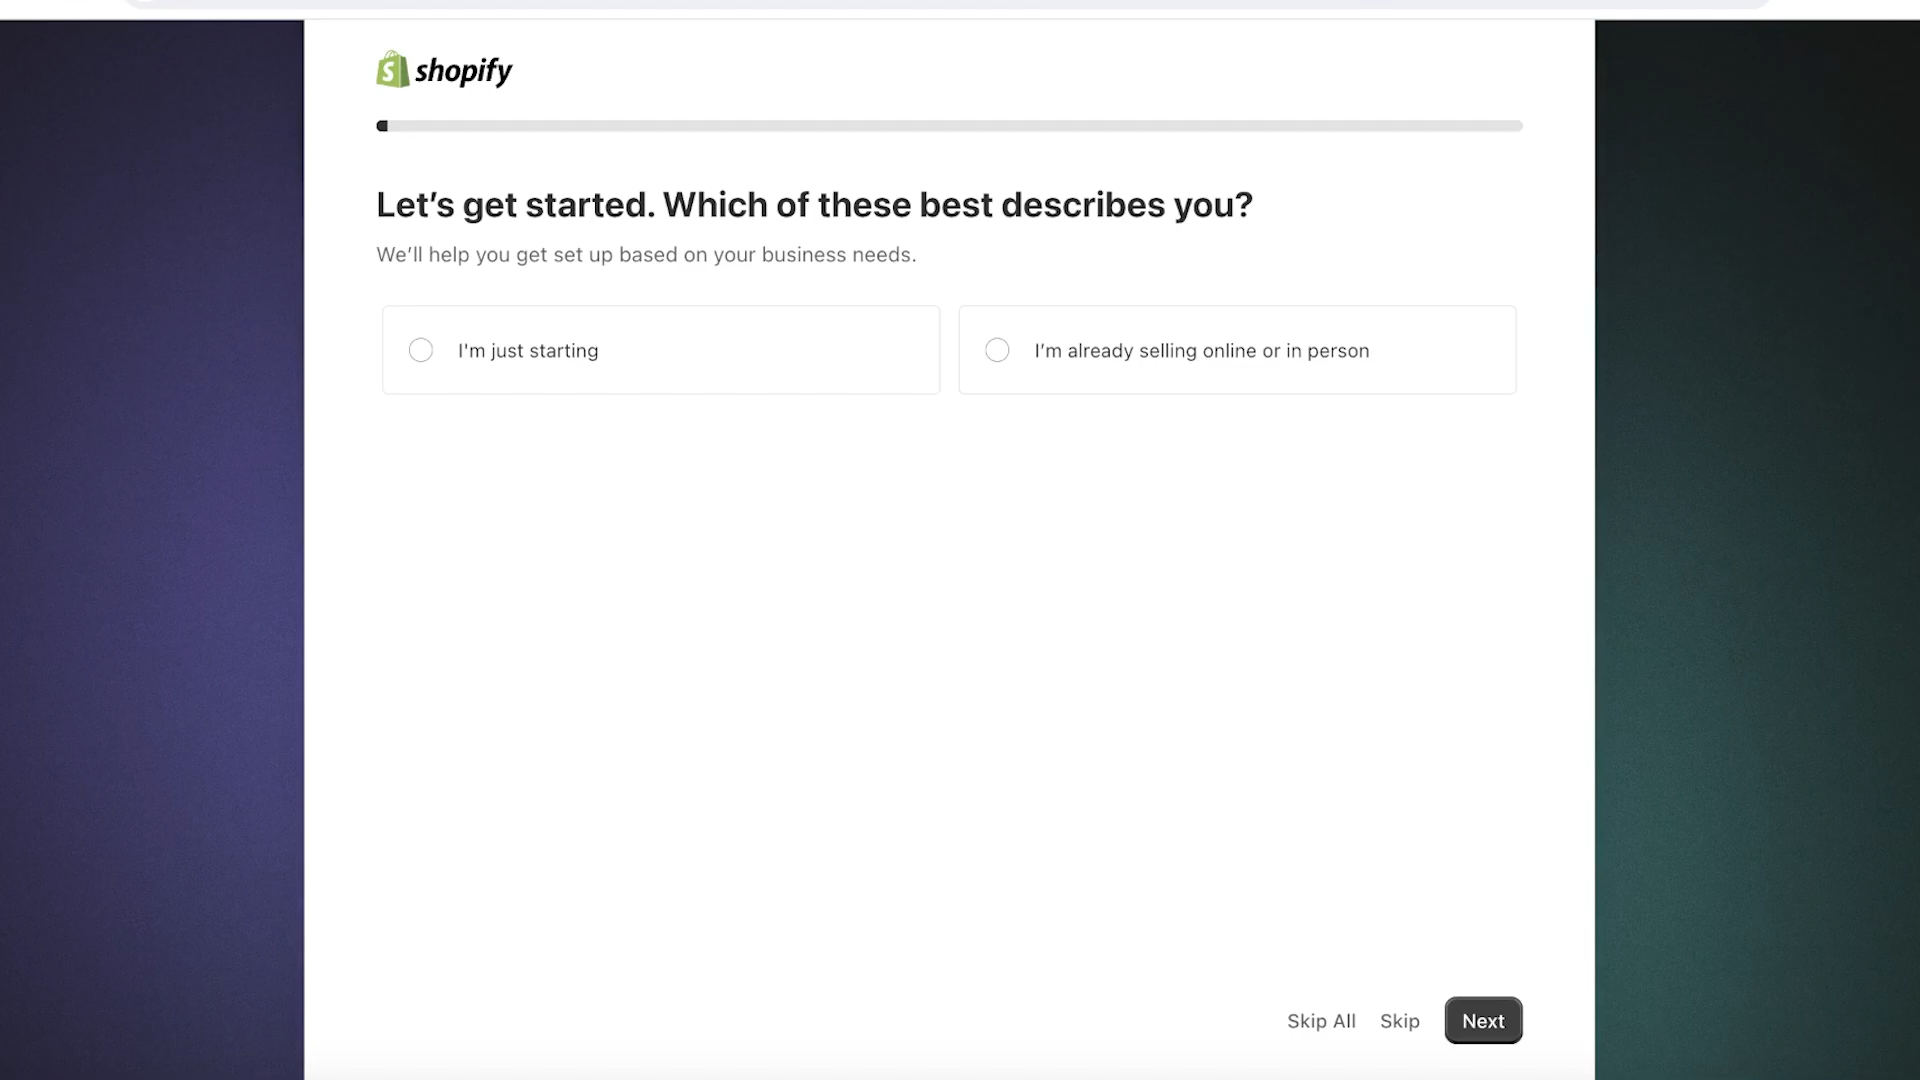 shopify
Let’s get started. Which of these best describes you?
We’ll help you get set up based on your business needs.
I'm just starting
I’m already selling online or in person
Skip All
Skip
Next